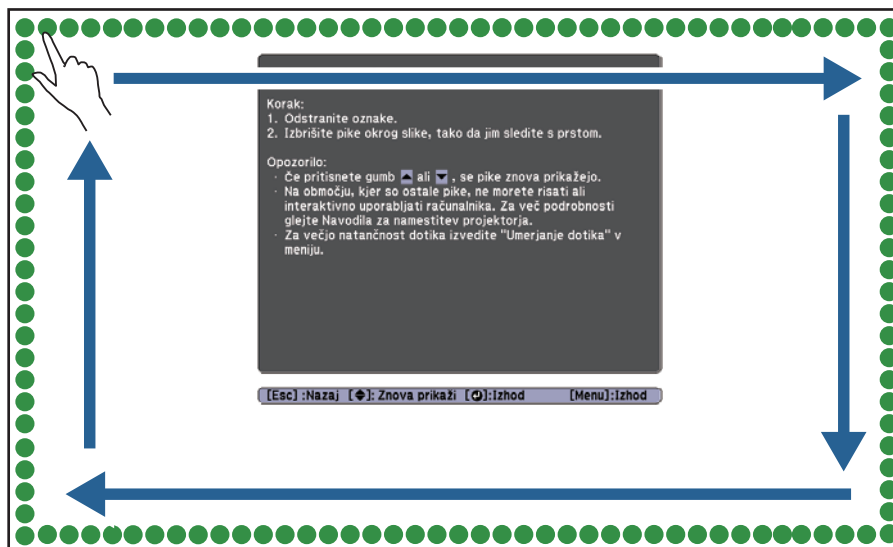 Korak:
1. Odstranite oznake.
2. Izbrišite pike okrog slike, tako da jim sledite s prstom.
Opozorilo:
· Če pritisnete gumb ▲ ali ▼ , se pike znova prikažejo.
· Na območju, kjer so ostale pike, ne morete risati ali
interaktivno uporabljati računalnika. Za več podrobnosti
glejte Navodila za namestitev projektorja.
· Za večjo natančnost dotika izvedite "Umerjanje dotika" v
meniju.
[Esc] :Nazaj [◆]: Znova prikaži [↵]:Izhod [Menu]:Izhod